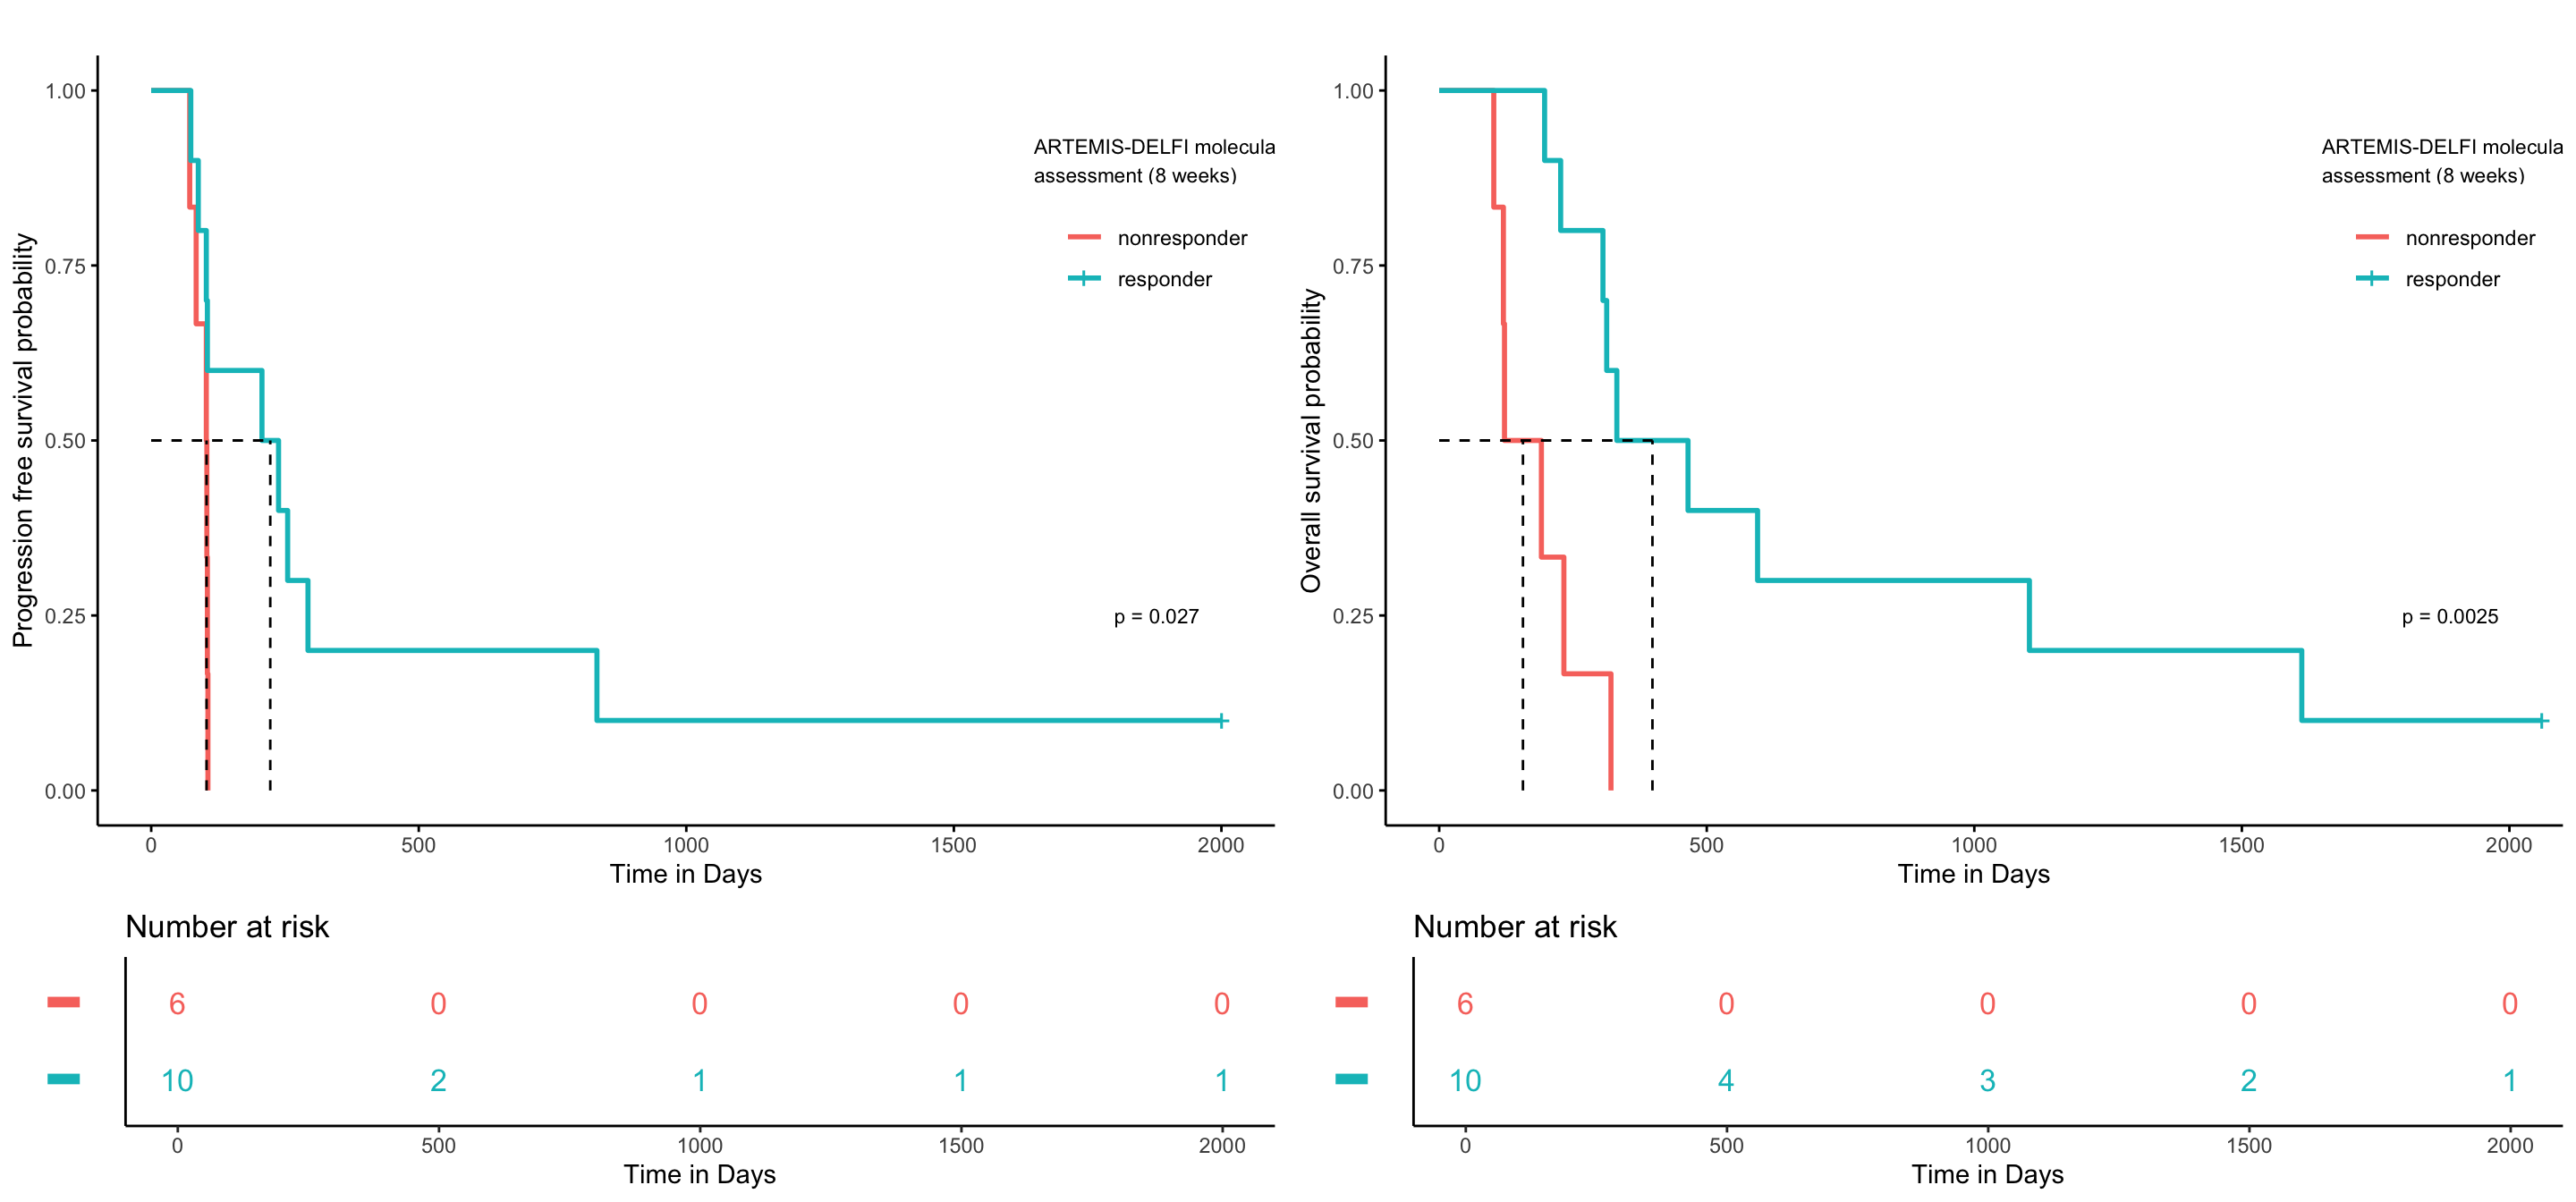 ARTEMIS-DELFI molecula
assessment (8 weeks)
nonresponder
responder
Progression free survival probability
1.00
0.75
0.50
0.25
0.00
p = 0.027
0 500 1000 1500 2000
Time in Days
Number at risk
6 0 0 0 0
10 2 1 1 1
0 500 1000 1500 2000
Time in Days
ARTEMIS-DELFI molecula
assessment (8 weeks)
nonresponder
responder
Overall survival probability
1.00
0.75
0.50
0.25
0.00
p = 0.0025
0 500 1000 1500 2000
Time in Days
Number at risk
6 0 0 0 0
10 4 3 2 1
0 500 1000 1500 2000
Time in Days